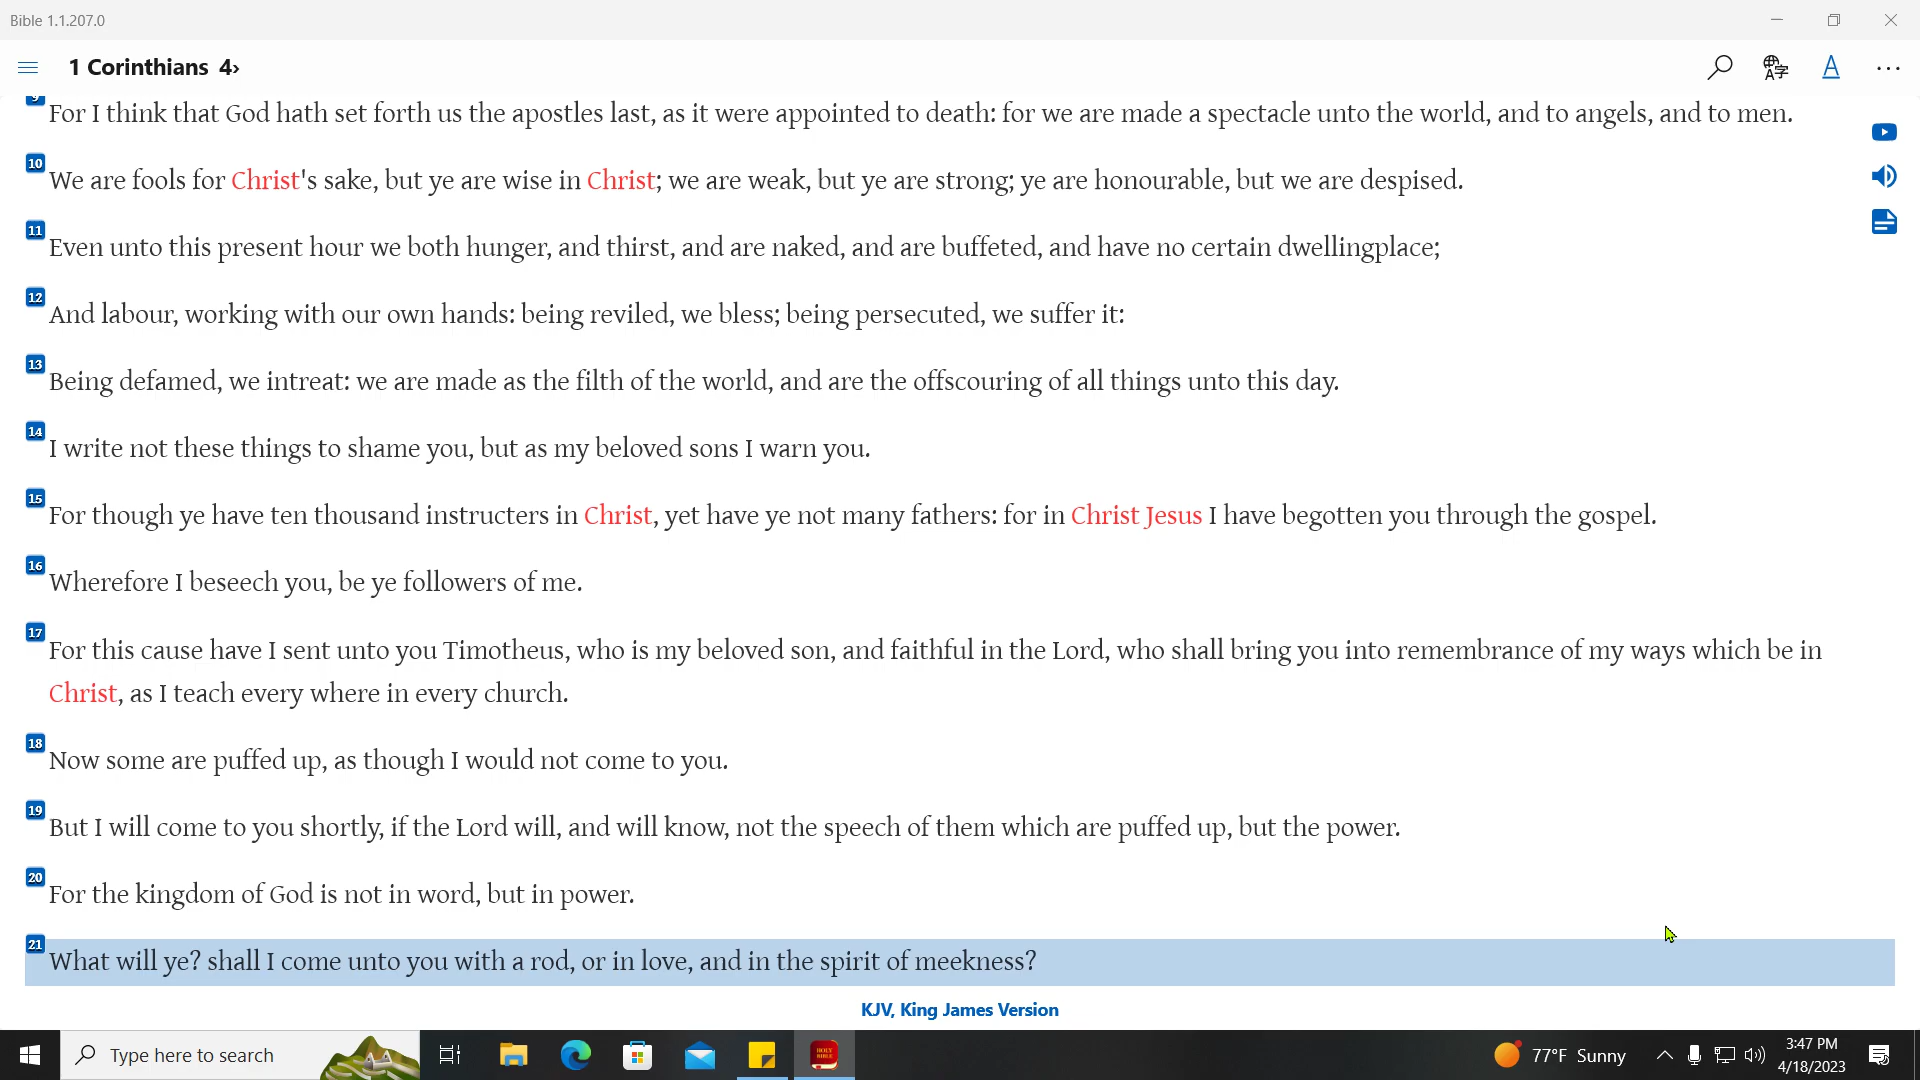 Bible 1.1.207.0
1 Corinthians 4›
9
For I think that God hath set forth us the apostles last, as it were appointed to death: for we are made a spectacle unto the world, and to angels, and to men.
10
We are fools for Christ's sake, but ye are wise in Christ; we are weak, but ye are strong; ye are honourable, but we are despised.
11
Even unto this present hour we both hunger, and thirst, and are naked, and are buffeted, and have no certain dwellingplace;
12
And labour, working with our own hands: being reviled, we bless; being persecuted, we suffer it:
13
Being defamed, we intreat: we are made as the filth of the world, and are the offscouring of all things unto this day.
14
I write not these things to shame you, but as my beloved sons I warn you.
15
For though ye have ten thousand instructers in Christ, yet have ye not many fathers: for in Christ Jesus I have begotten you through the gospel.
16
Wherefore I beseech you, be ye followers of me.
17
For this cause have I sent unto you Timotheus, who is my beloved son, and faithful in the Lord, who shall bring you into remembrance of my ways which be in
Christ, as I teach every where in every church.
18
Now some are puffed up, as though I would not come to you.
19
But I will come to you shortly, if the Lord will, and will know, not the speech of them which are puffed up, but the power.
20
For the kingdom of God is not in word, but in power.
21
What will ye? shall I come unto you with a rod, or in love, and in the spirit of meekness?
KJV, King James Version
Type here to search
HOLY BIBLE
77°F Sunny
3:47 PM
4/18/2023